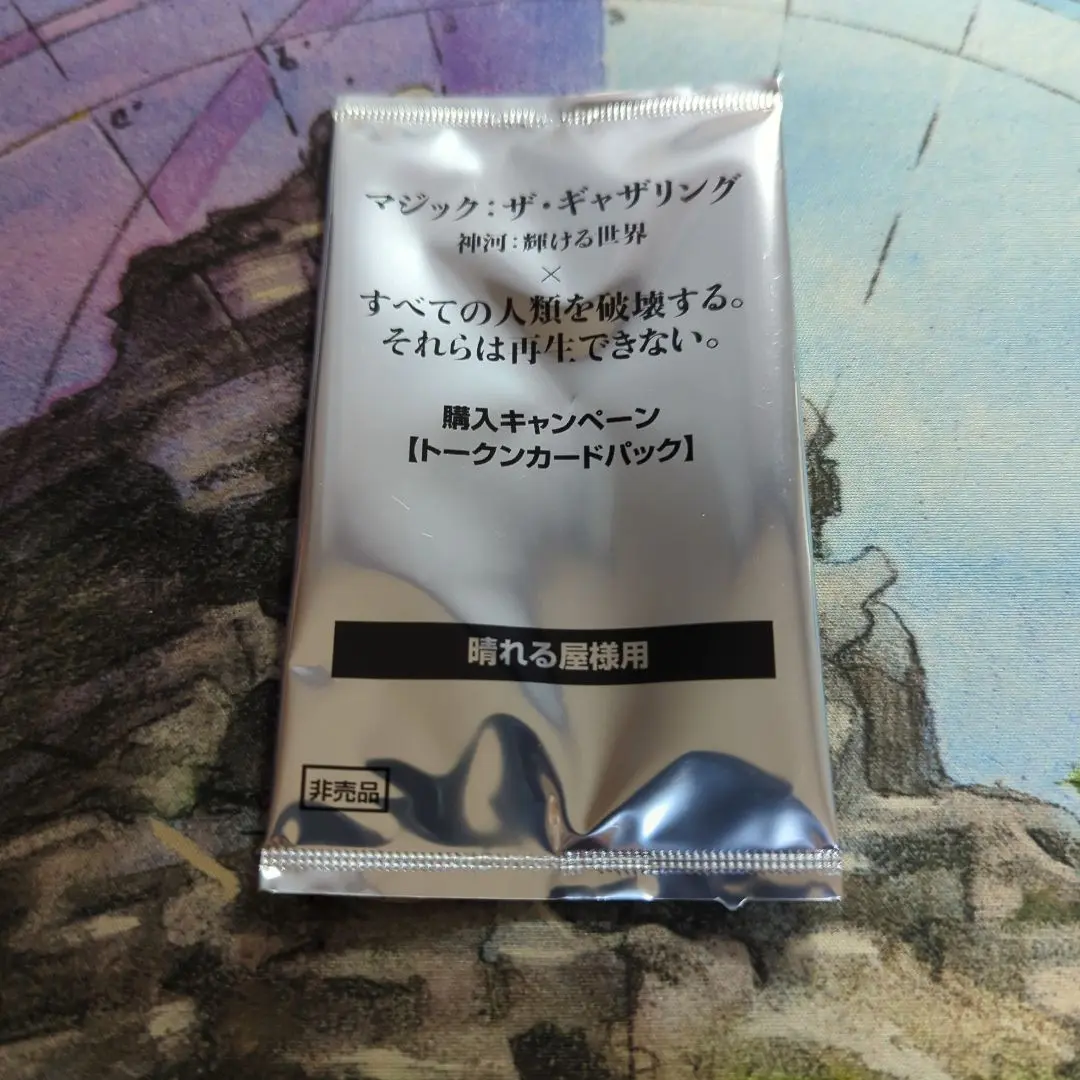 マジック：ザ・ギャザリング
神河：輝ける世界
×
すべての人類を破壊する。
それらは再生できない。
購入キャンペーン
【トークンカードパック】
晴れる屋様用
非売品